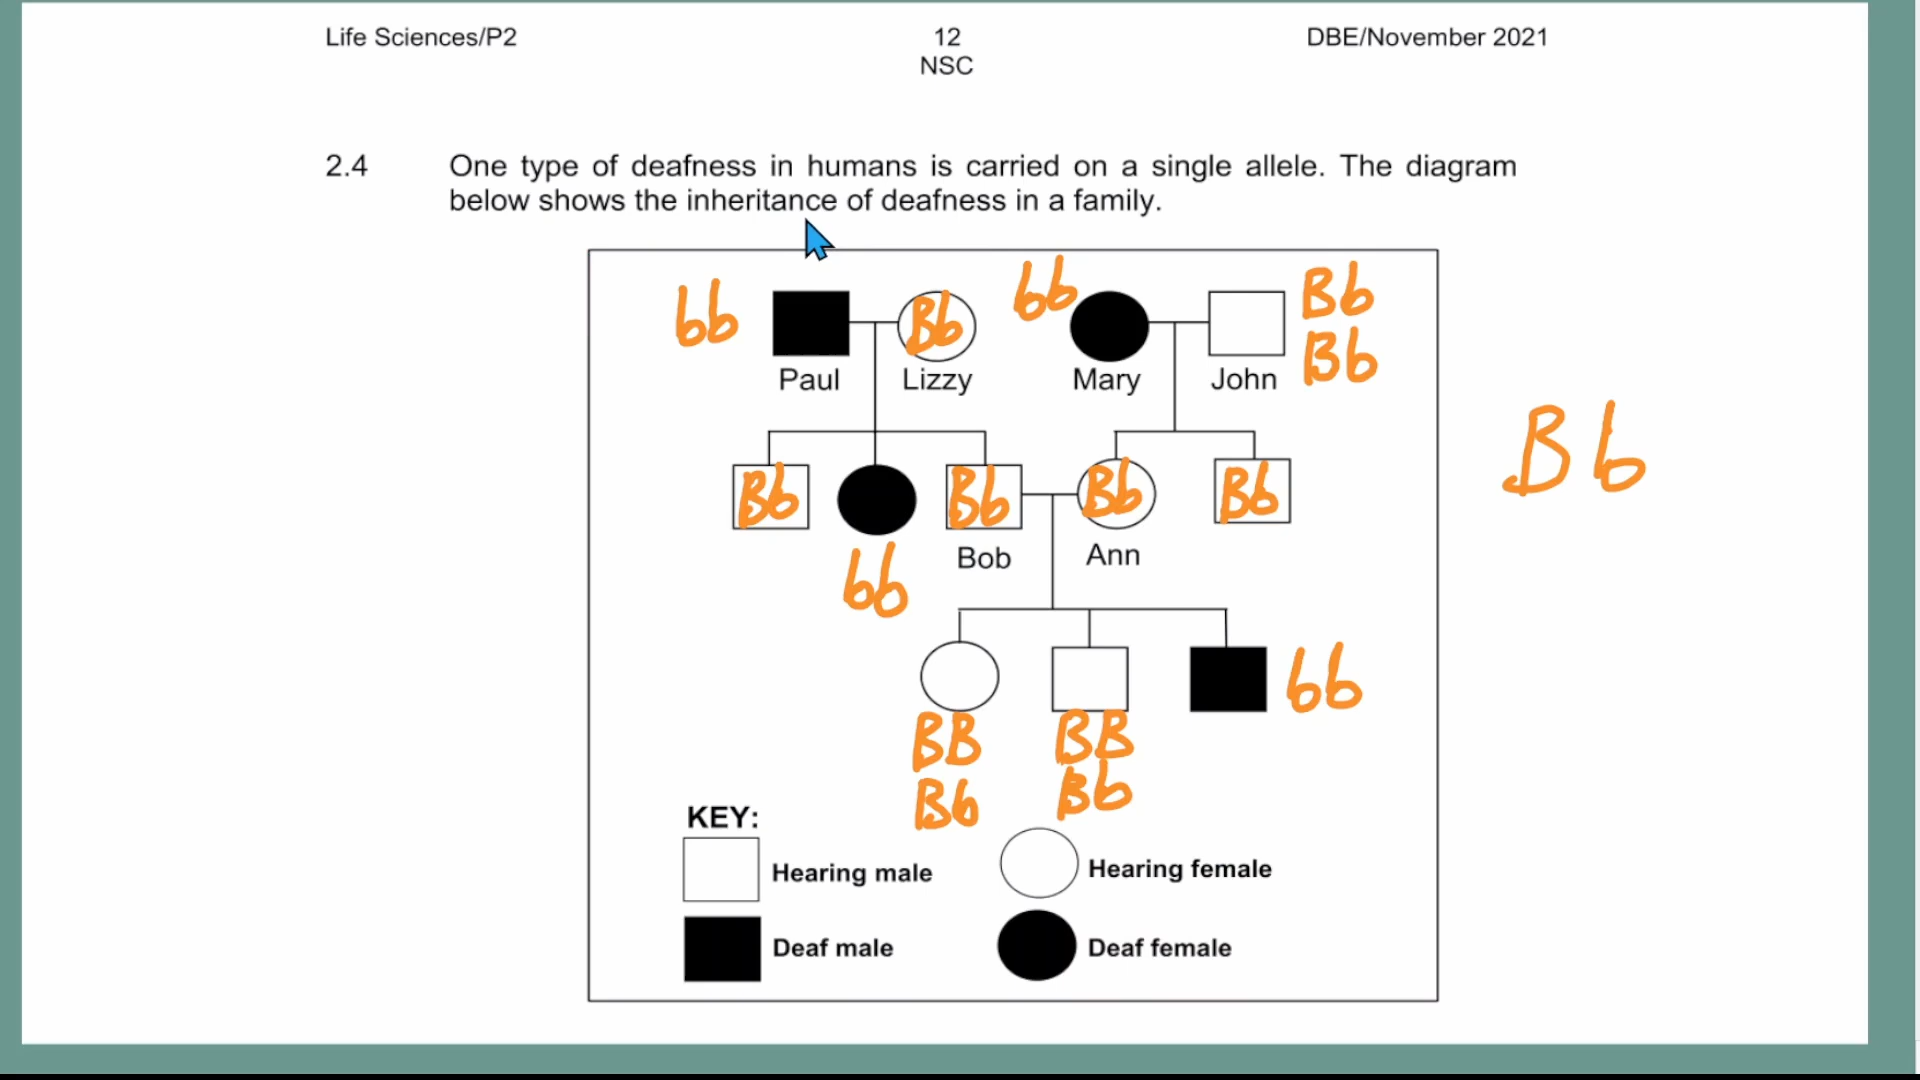 Life Sciences/P2 12 DBE/November 2021
NSC
2.4 One type of deafness in humans is carried on a single allele. The diagram
below shows the inheritance of deafness in a family.
bb Bb bb Bb
Bb
Paul Lizzy Mary John
Bb
Bb Bb Bb Bb
Bob Ann
bb
bb
BB BB
Bb Bb
KEY:
Hearing male Hearing female
Deaf male Deaf female